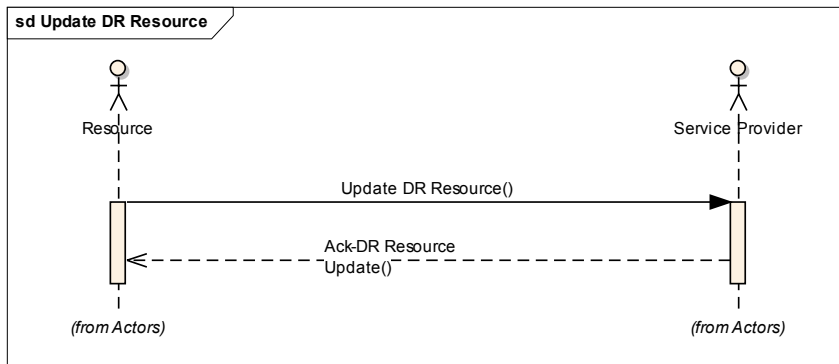 sd Update DR Resource
Resource
Service Provider
Update DR Resource()
Ack-DR Resource
Update()
(from Actors)
(from Actors)